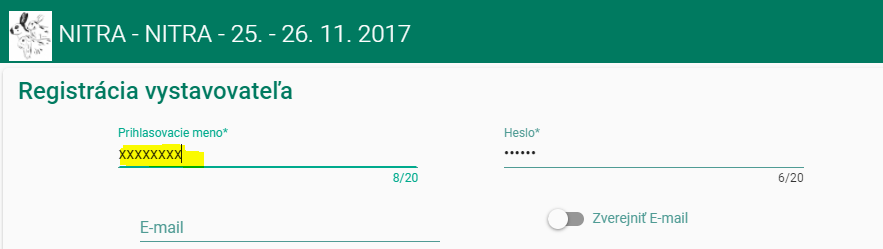 NITRA - NITRA - 25. - 26. 11. 2017
Registrácia vystavovateľa
Prihlasovacie meno*
Heslo*
xxxxxxxx
••••••
8/20
6/20
E-mail
Zverejniť E-mail